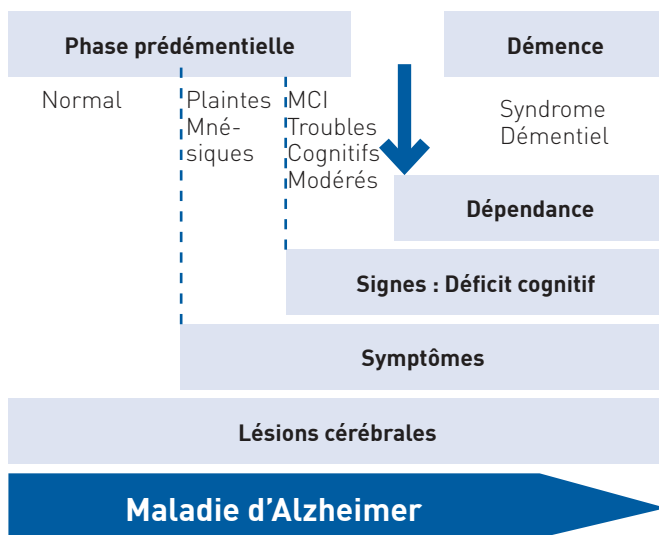 Phase prédémentielle
Démence
Normal
Plaintes
Mné-
siques
MCI
Troubles
Cognitifs
Modérés
Syndrome
Démentiel
Dépendance
Signes : Déficit cognitif
Symptômes
Lésions cérébrales
Maladie d'Alzheimer